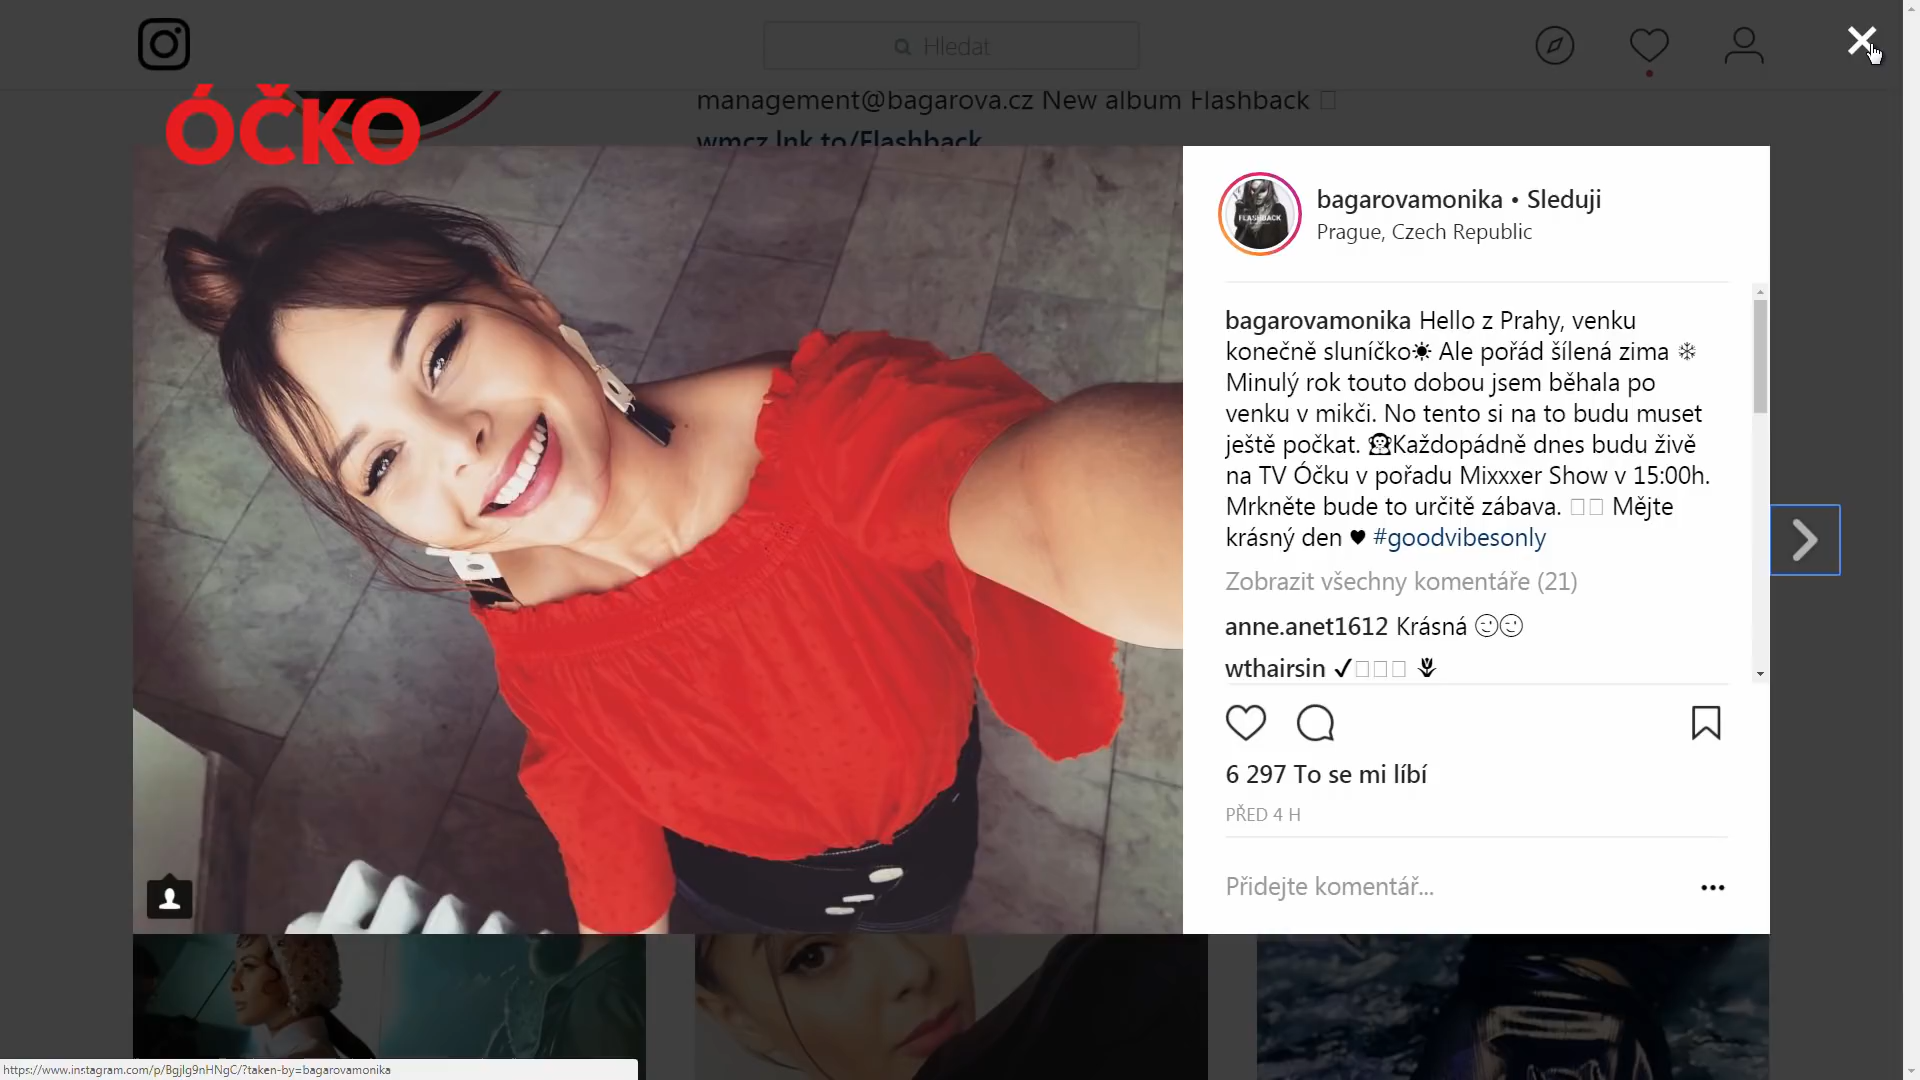 Hledat
ÓČKO
management@bagarova.cz New album Flashback
wmcz.lnk.to/Flashback
FLASHBACK
bagarovamonika • Sleduji
Prague, Czech Republic
bagarovamonika Hello z Prahy, venku
konečně sluníčko☀ Ale pořád šílená zima ❄
Minulý rok touto dobou jsem běhala po
venku v mikči. No tento si na to budu muset
ještě počkat. 🙊Každopádně dnes budu živě
na TV Óčku v pořadu Mixxxer Show v 15:00h.
Mrkněte bude to určitě zábava. Mějte
krásný den ♥ #goodvibesonly
Zobrazit všechny komentáře (21)
anne.anet1612 Krásná 😉😉
wthairsin ✔ 🌷
6 297 To se mi líbí
PŘED 4 H
Přidejte komentář...
https://www.instagram.com/p/BgjIg9nHNgC/?taken-by=bagarovamonika